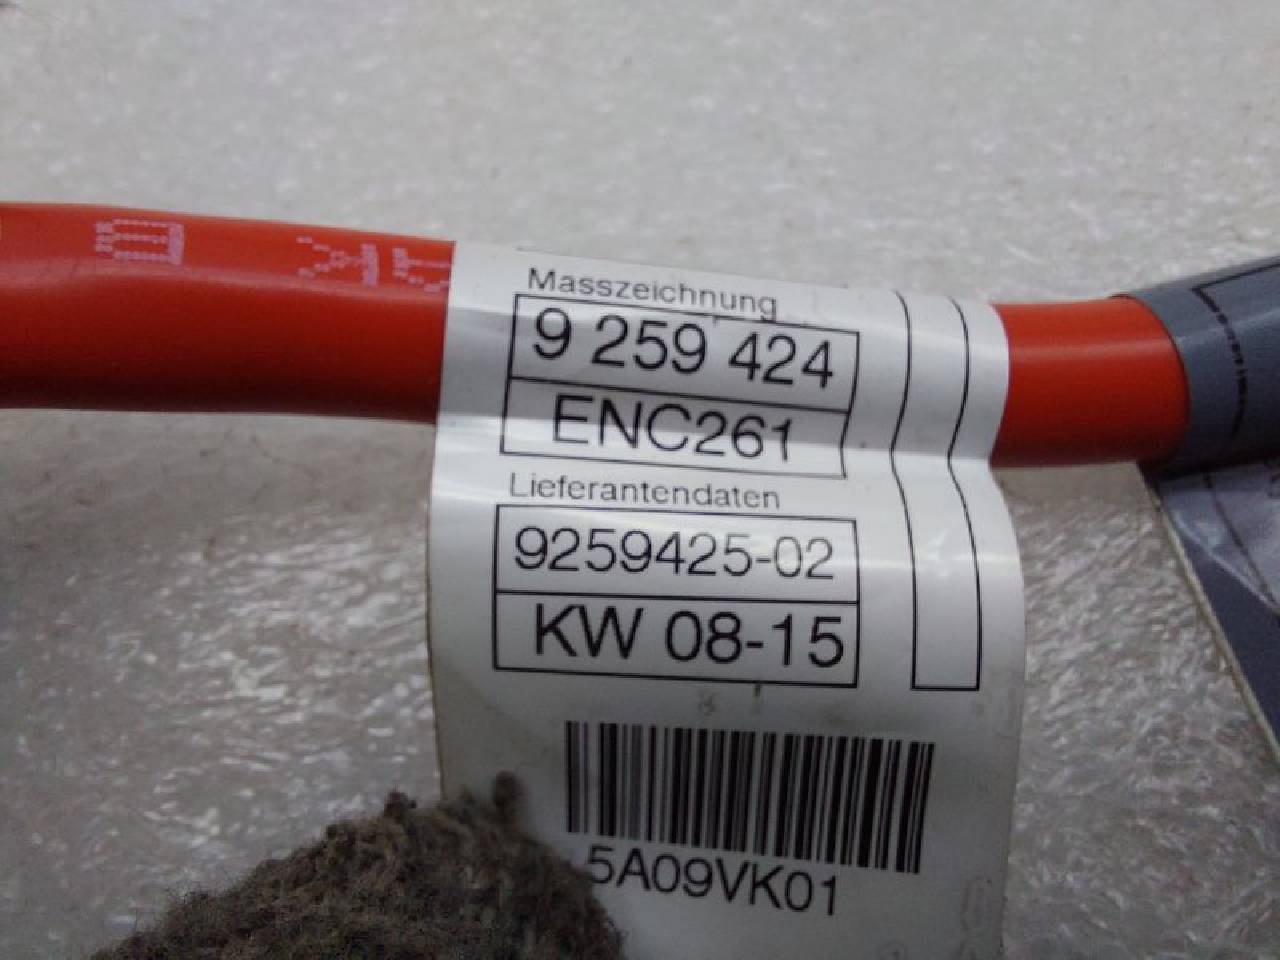 Masszeichnung
9 259 424
ENC261
Lieferantendaten
9259425-02
KW 08-15
5A09VK01